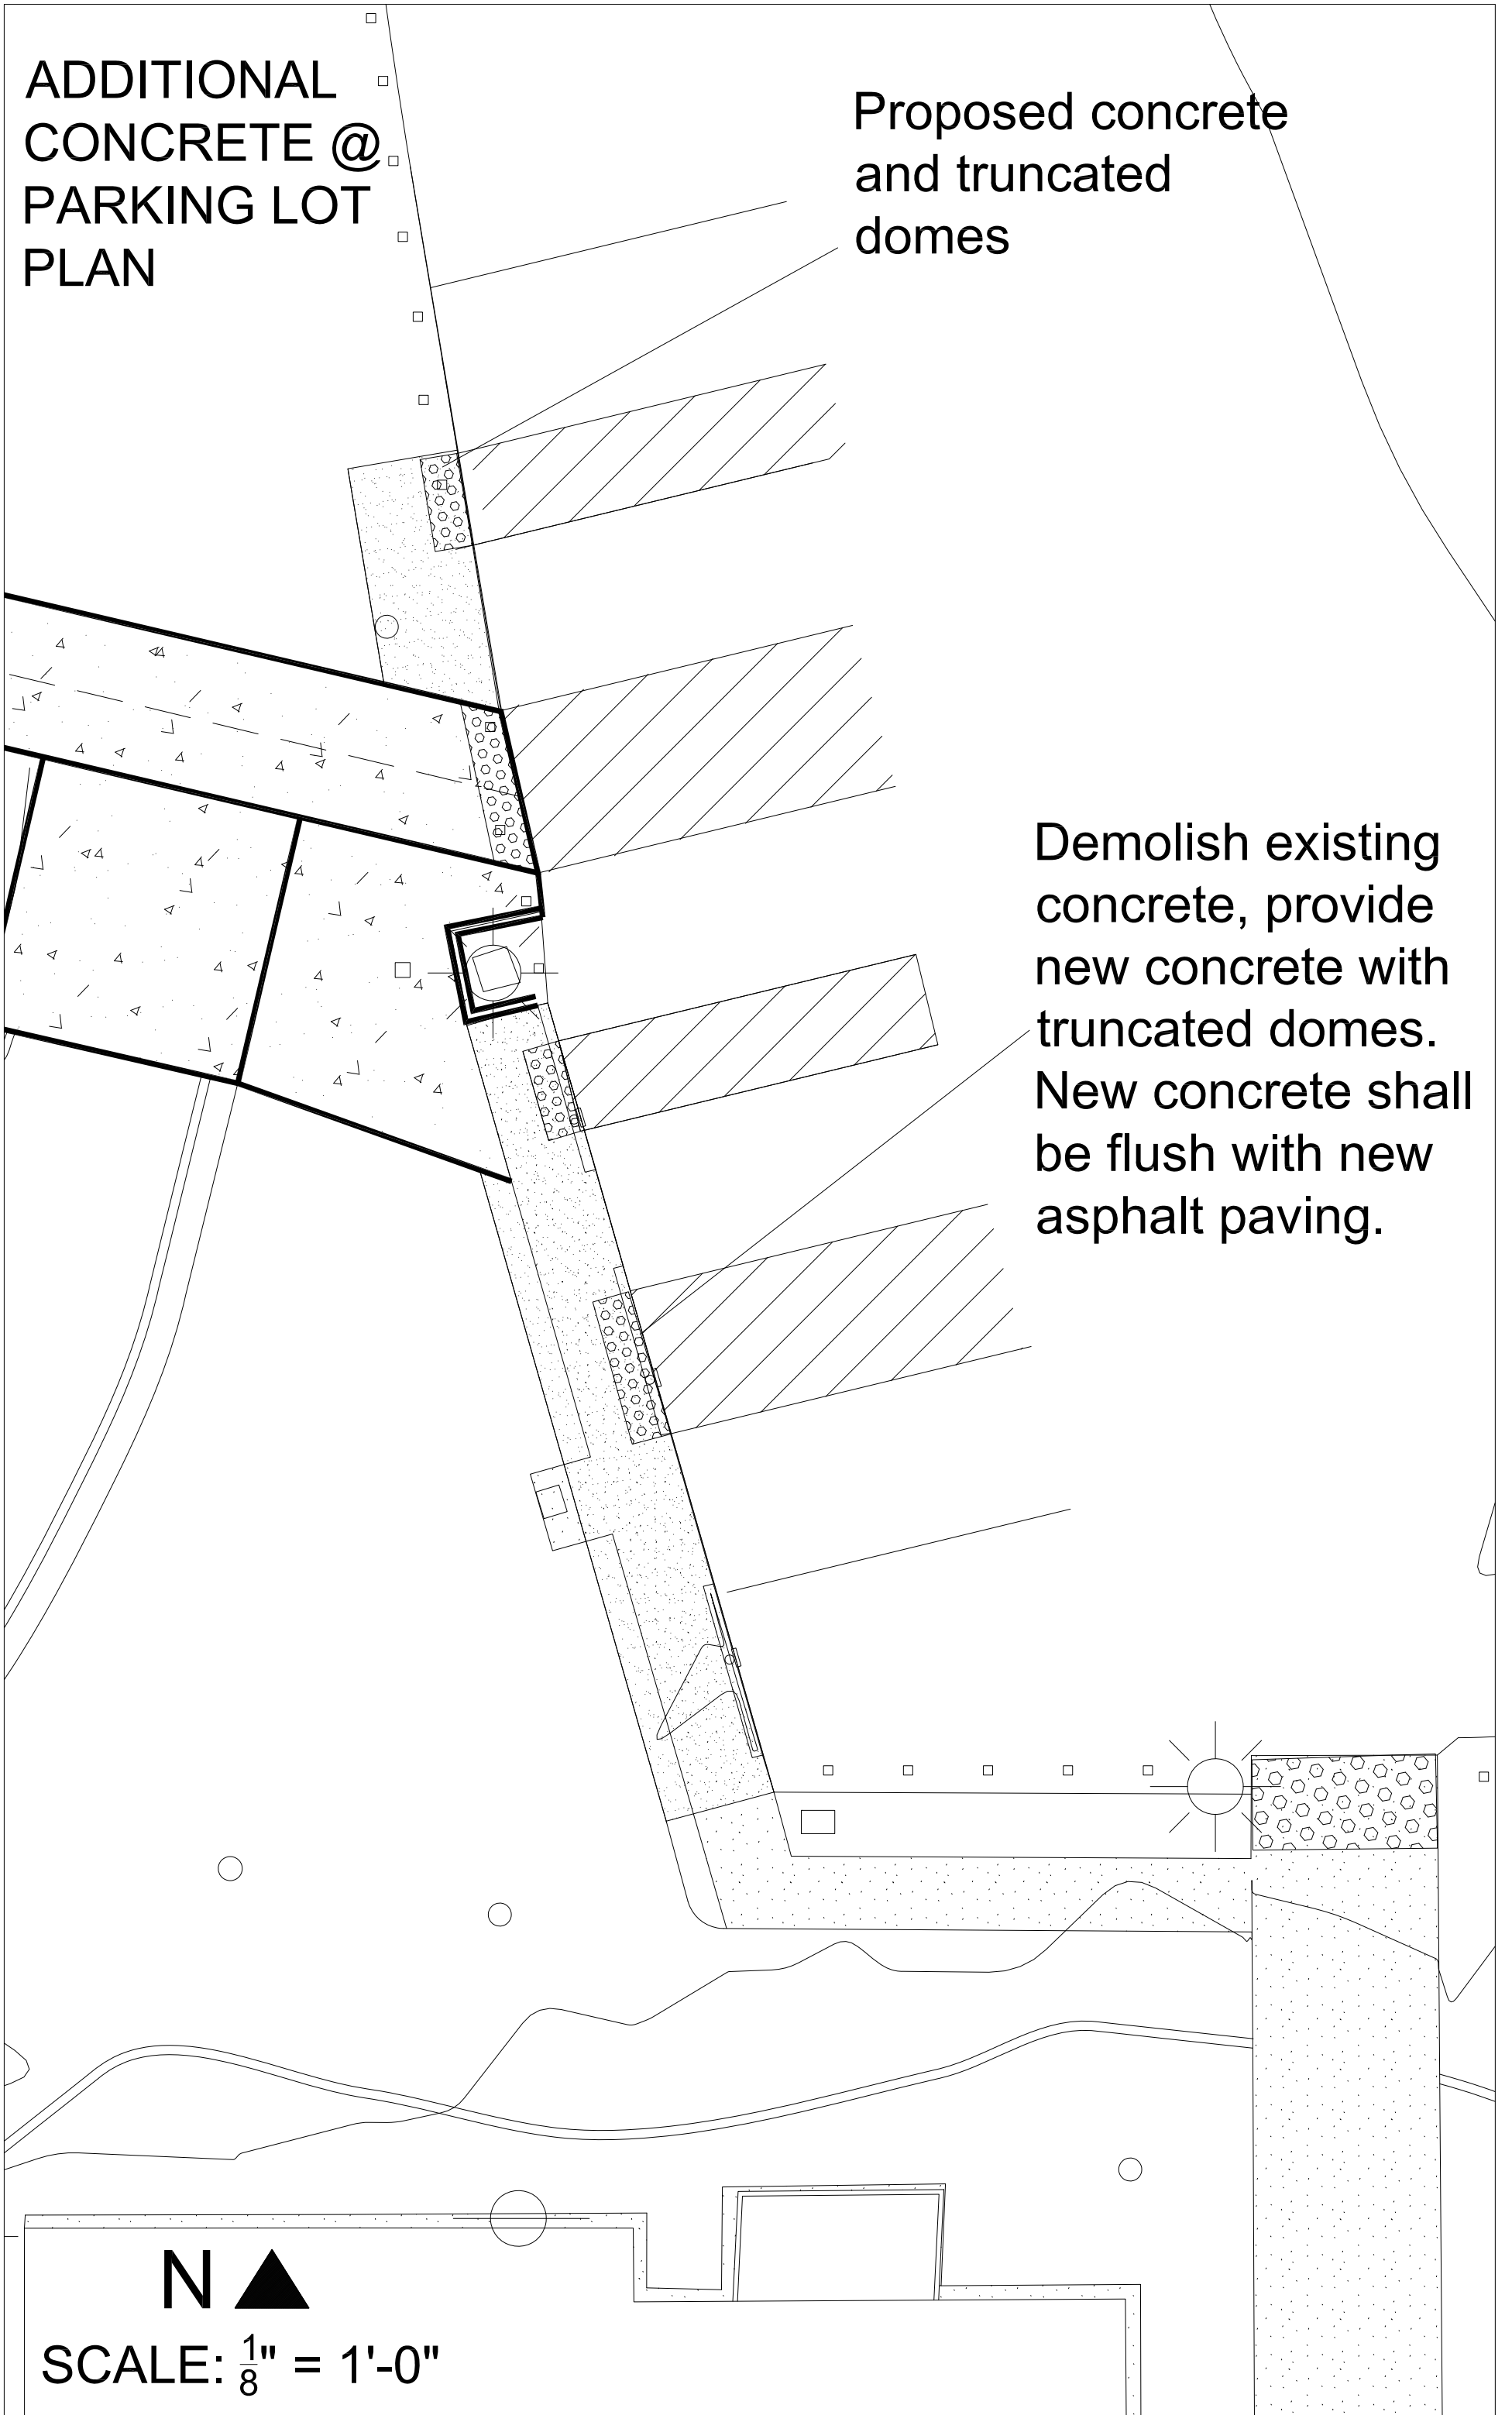 ADDITIONAL
CONCRETE @
PARKING LOT
PLAN
Proposed concrete
and truncated
domes
Demolish existing
concrete, provide
new concrete with
truncated domes.
New concrete shall
be flush with new
asphalt paving.
N
SCALE: 1/8" = 1'-0"